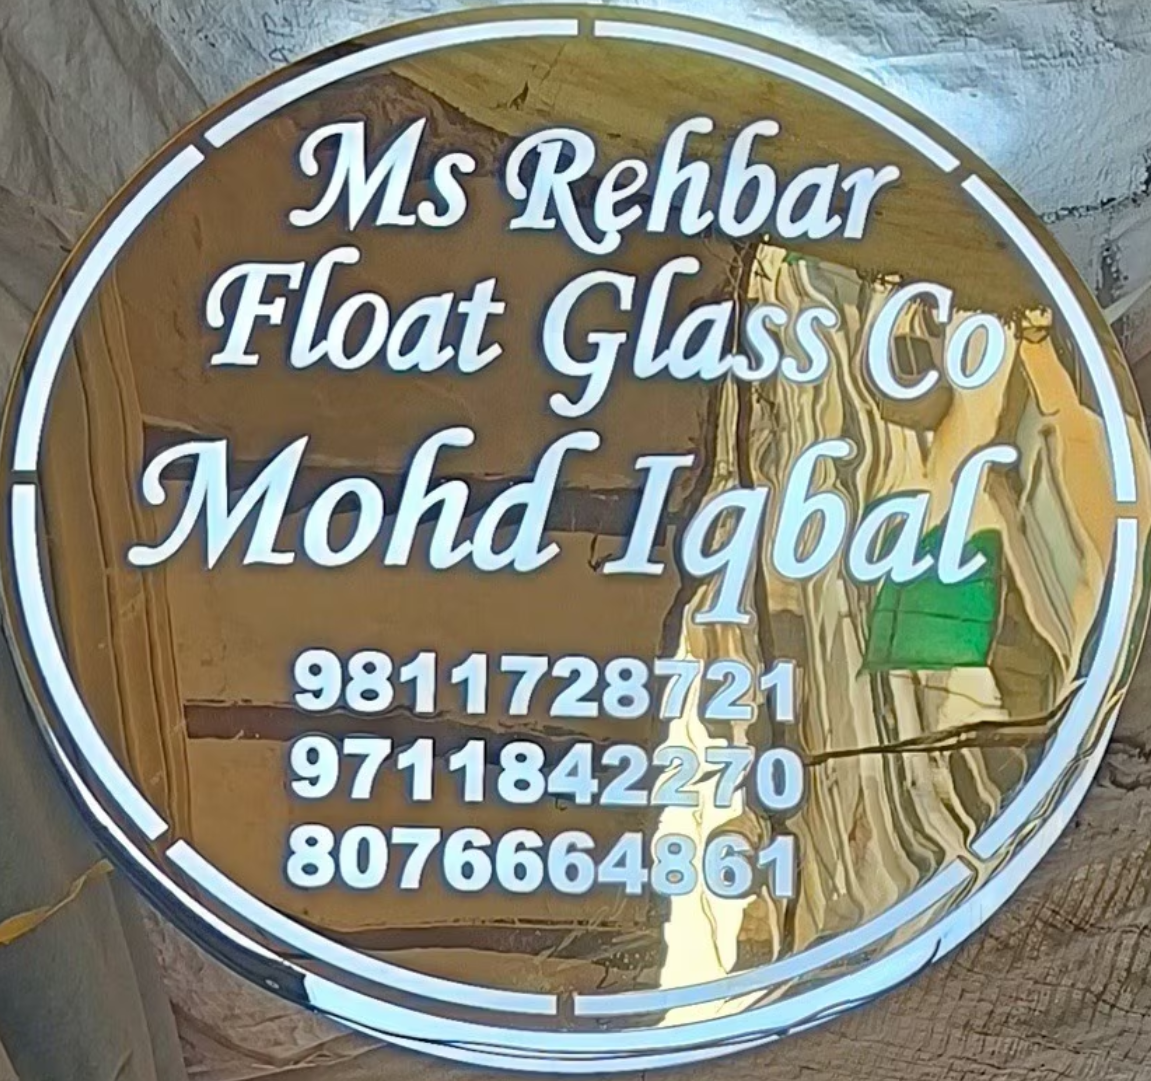 Ms Rehbar
Float Glass Co
Mohd Iqbal
9811728721
9711842270
8076664861